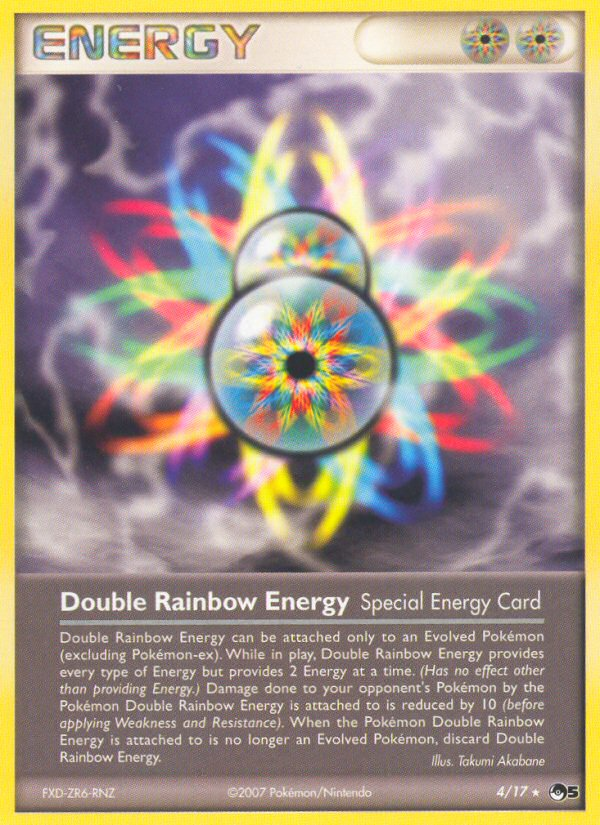 ENERGY
Double Rainbow Energy Special Energy Card
Double Rainbow Energy can be attached only to an Evolved Pokémon
(excluding Pokémon-ex). While in play, Double Rainbow Energy provides
every type of Energy but provides 2 Energy at a time. (Has no effect other
than providing Energy.) Damage done to your opponent's Pokémon by the
Pokémon Double Rainbow Energy is attached to is reduced by 10 (before
applying Weakness and Resistance). When the Pokémon Double Rainbow
Energy is attached to is no longer an Evolved Pokémon, discard Double
Rainbow Energy.
Illus. Takumi Akabane
FXD-ZR6-RNZ ©2007 Pokémon/Nintendo 4/17 ★ 5